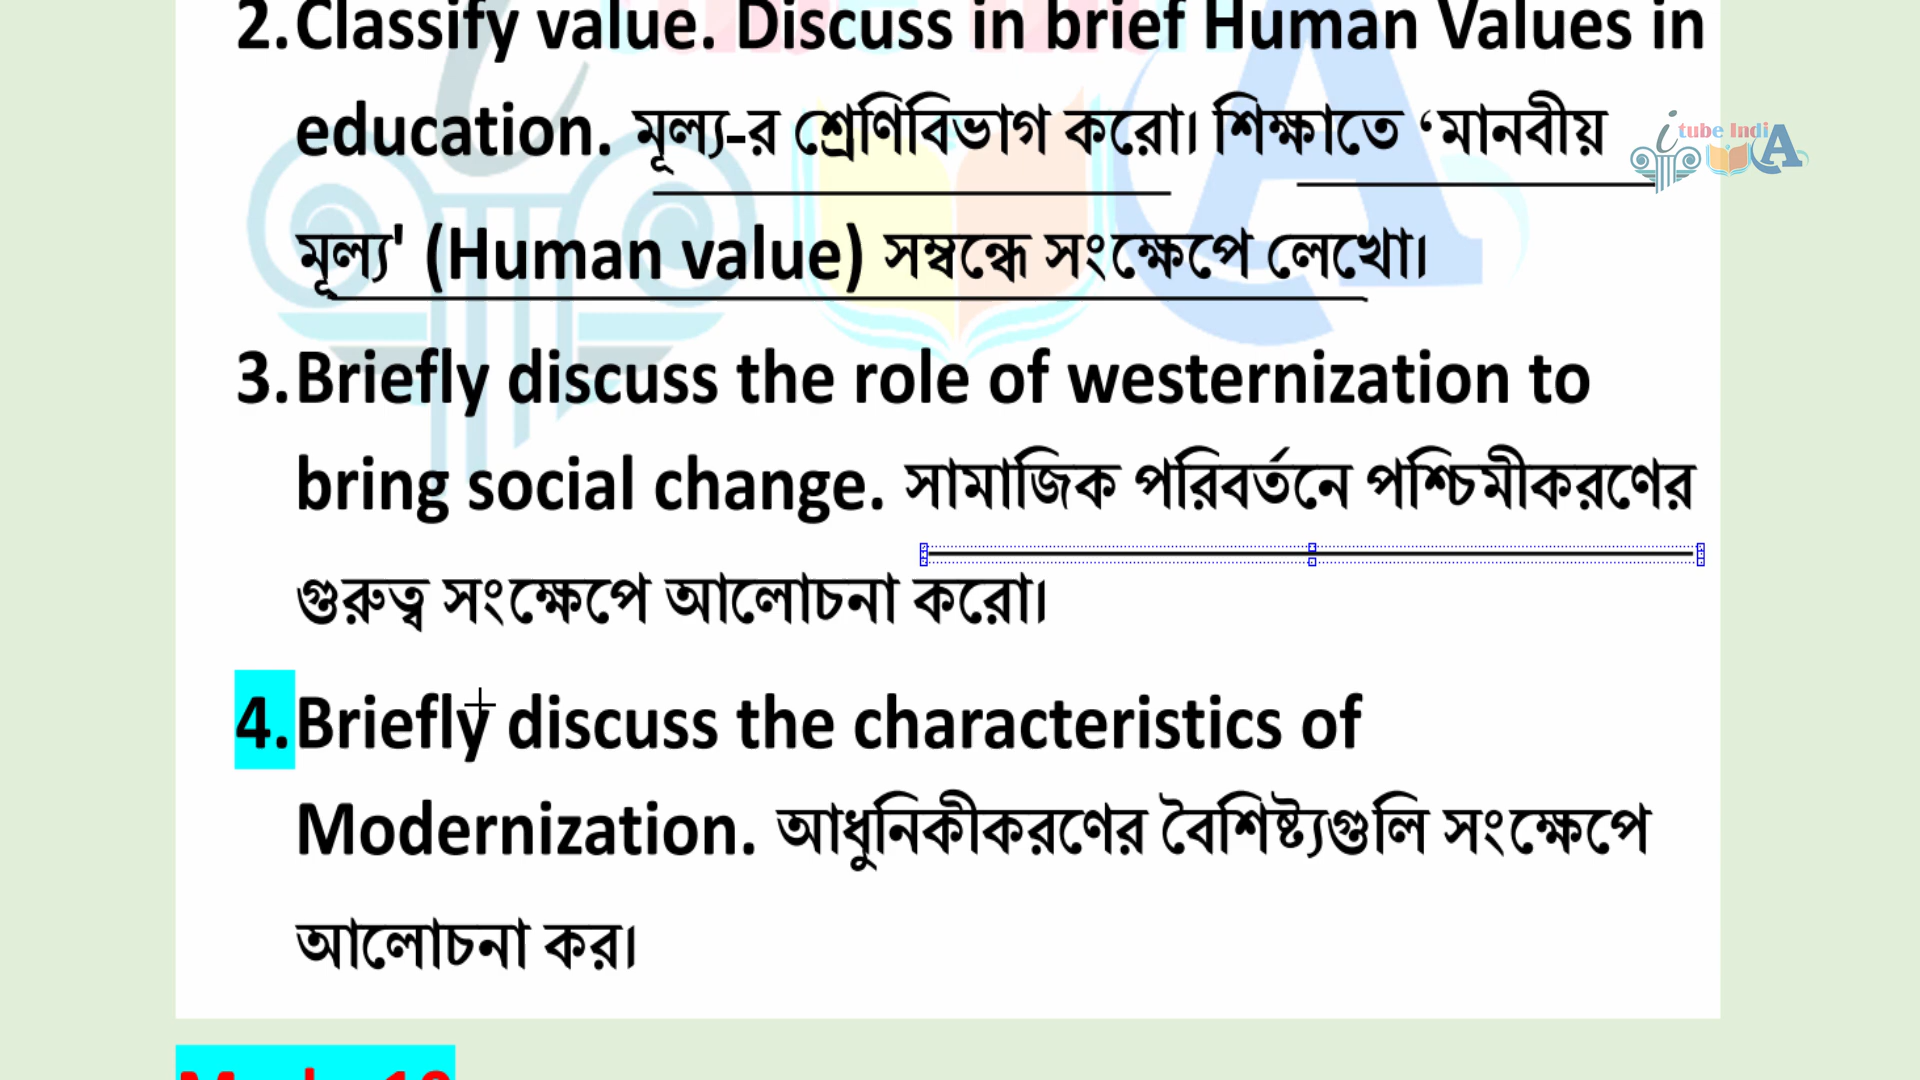 2. Classify value. Discuss in brief Human Values in
education. মূল্য-র শ্রেণিবিভাগ করো। শিক্ষাতে ‘মানবীয়
মূল্য' (Human value) সম্বন্ধে সংক্ষেপে লেখো।
3. Briefly discuss the role of westernization to
bring social change. সামাজিক পরিবর্তনে পশ্চিমীকরণের
গুরুত্ব সংক্ষেপে আলোচনা করো।
4. Briefly discuss the characteristics of
Modernization. আধুনিকীকরণের বৈশিষ্ট্যগুলি সংক্ষেপে
আলোচনা কর।
i tube IndiA